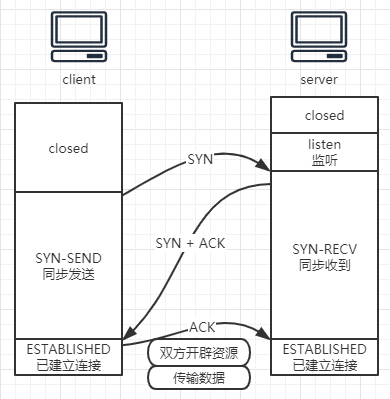 client
server
closed
closed
listen
监听
SYN
SYN-SEND
同步发送
SYN + ACK
SYN-RECV
同步收到
ACK
ESTABLISHED
已建立连接
双方开辟资源
传输数据
ESTABLISHED
已建立连接